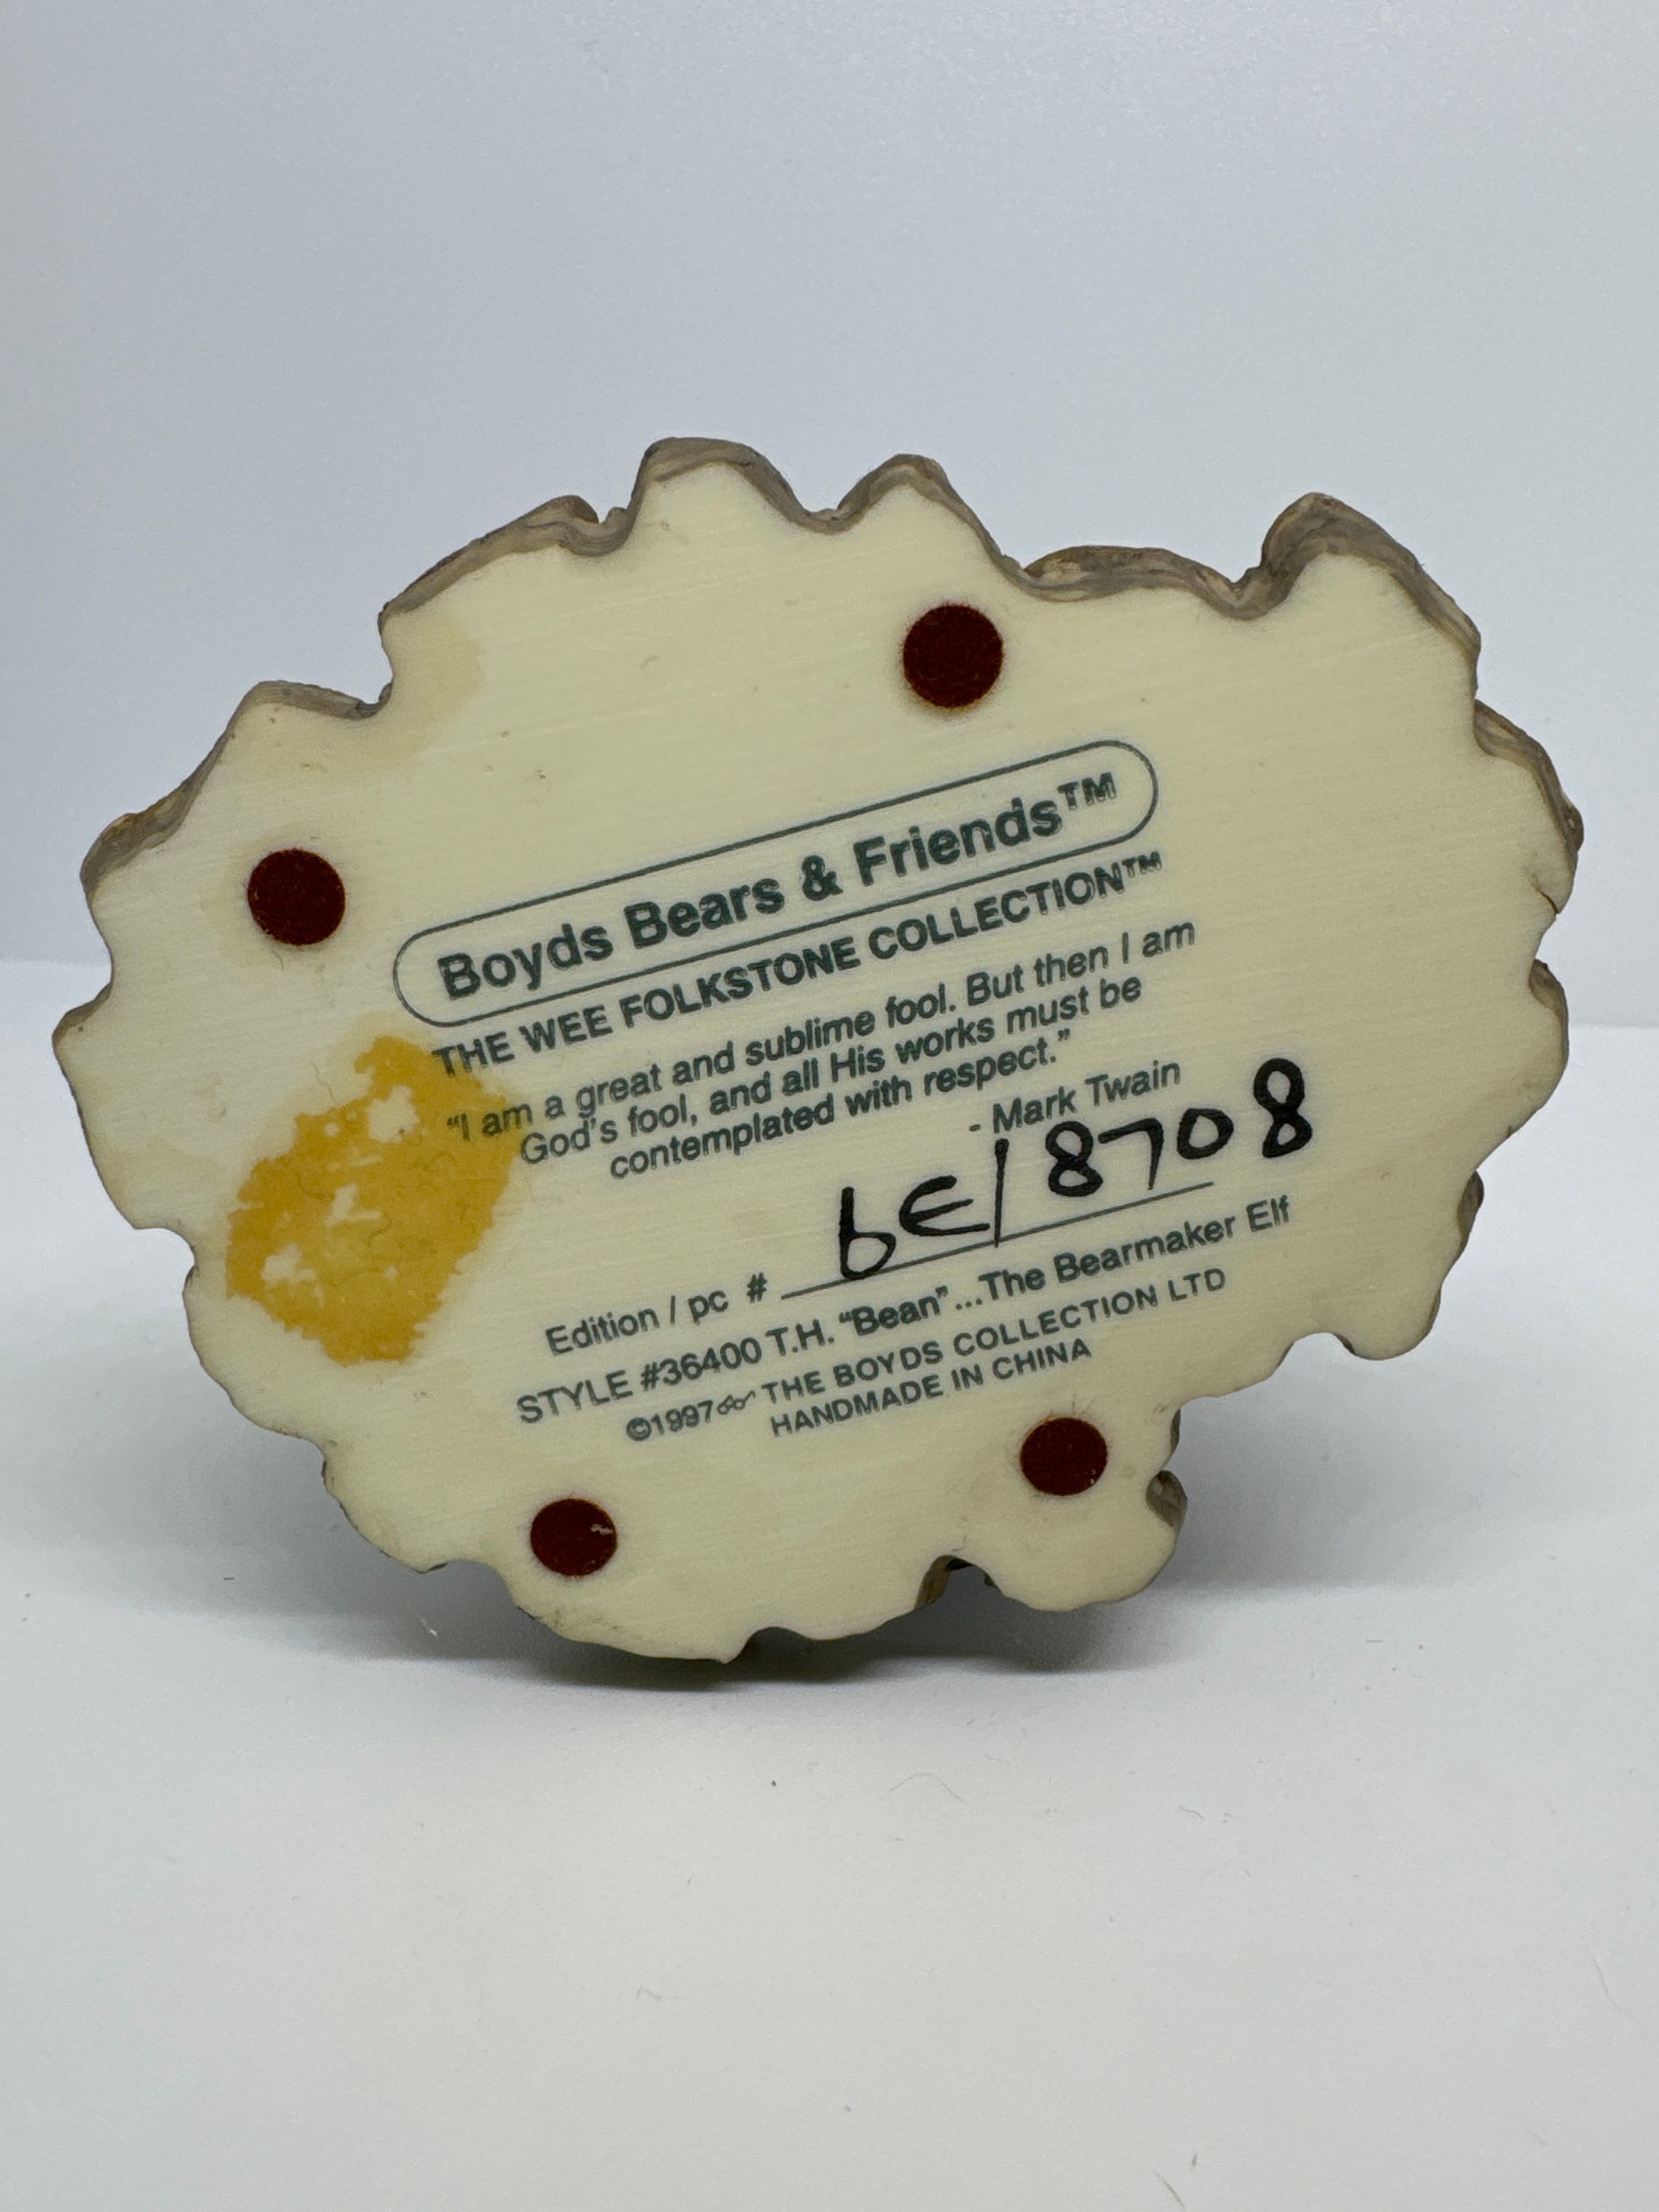 Boyds Bears & Friends™
THE WEE FOLKSTONE COLLECTION™
“I am a great and sublime fool. But then I am
God's fool, and all His works must be
contemplated with respect.”
- Mark Twain
Edition / pc # 6E/8708
STYLE #36400 T.H. “Bean”...The Bearmaker Elf
©1997 THE BOYDS COLLECTION LTD
HANDMADE IN CHINA